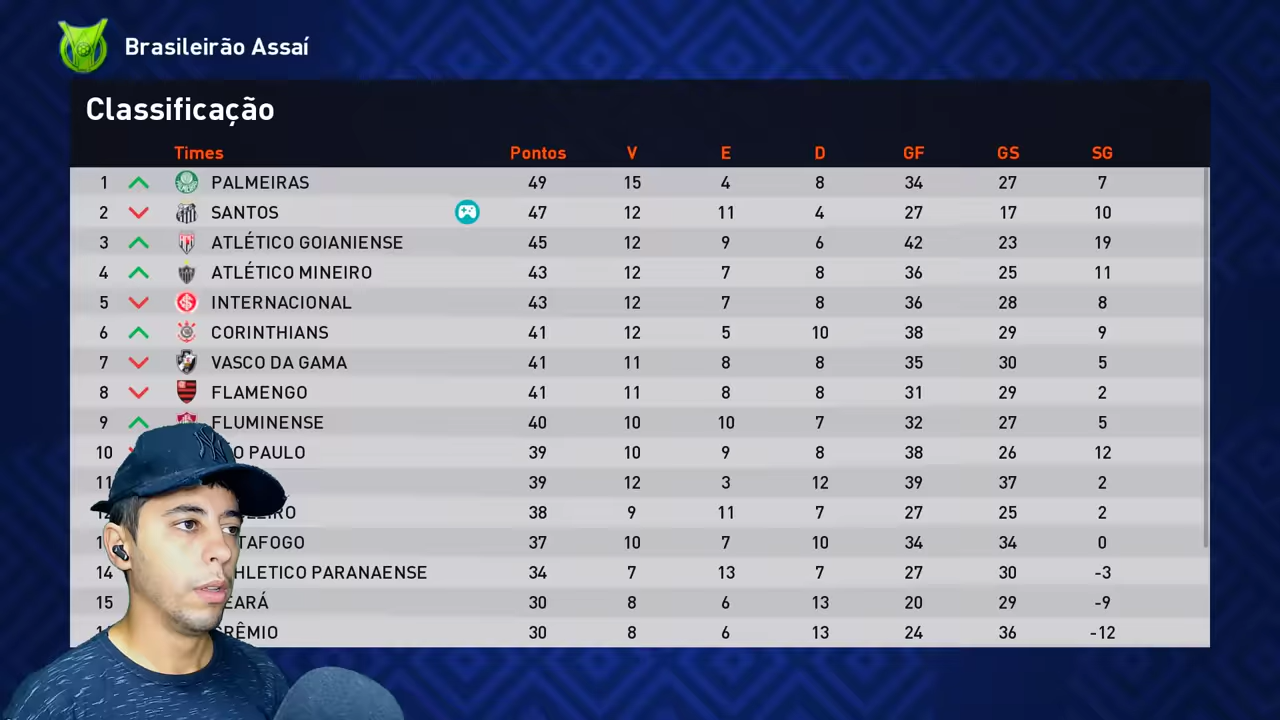 Brasileirão Assaí
Classificação
Times Pontos V E D GF GS SG
1 PALMEIRAS 49 15 4 8 34 27 7
2 SANTOS 47 12 11 4 27 17 10
3 ATLÉTICO GOIANIENSE 45 12 9 6 42 23 19
4 ATLÉTICO MINEIRO 43 12 7 8 36 25 11
5 INTERNACIONAL 43 12 7 8 36 28 8
6 CORINTHIANS 41 12 5 10 38 29 9
7 VASCO DA GAMA 41 11 8 8 35 30 5
8 FLAMENGO 41 11 8 8 31 29 2
9 FLUMINENSE 40 10 10 7 32 27 5
10 PAULO 39 10 9 8 38 26 12
11 39 12 3 12 39 37 2
38 9 11 7 27 25 2
37 10 7 10 34 34 0
14 PARANAENSE 34 7 13 7 27 30 -3
15 30 8 6 13 20 29 -9
30 8 6 13 24 36 -12